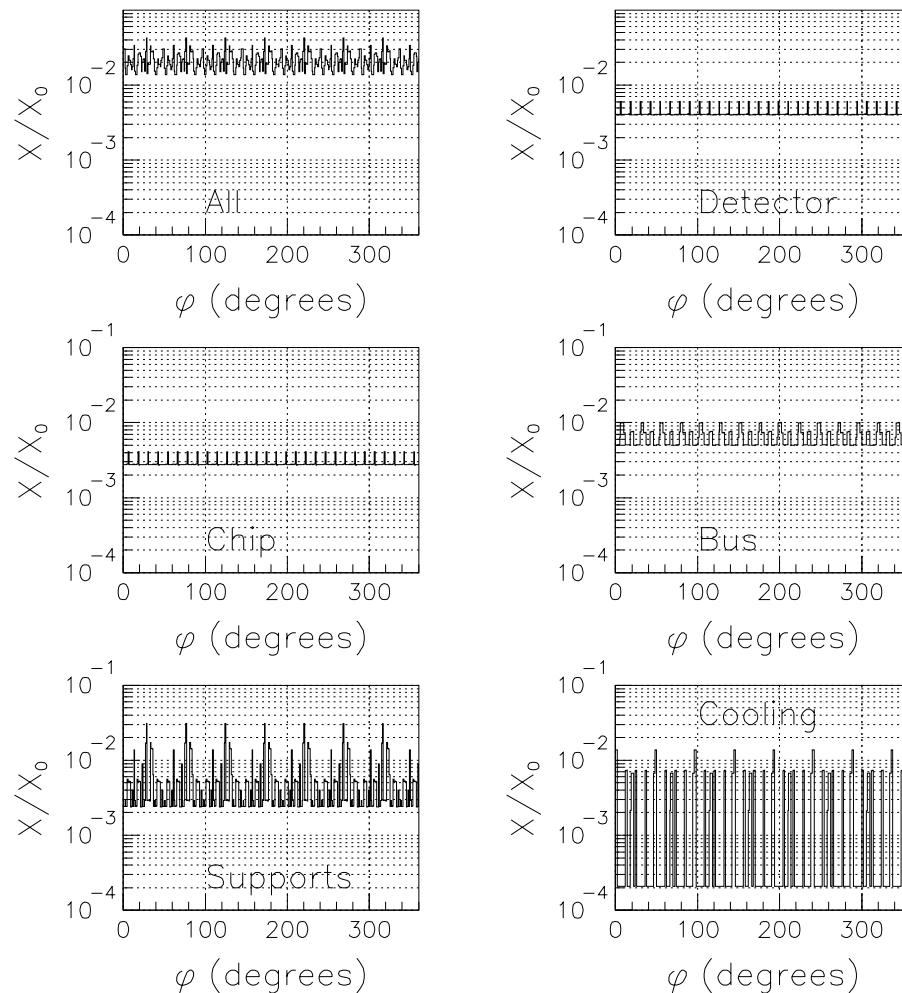 X/X₀
10⁻²
10⁻³
10⁻⁴
All
0 100 200 300
φ (degrees)
X/X₀
10⁻²
10⁻³
10⁻⁴
Detector
0 100 200 300
φ (degrees)
X/X₀
10⁻¹
10⁻²
10⁻³
10⁻⁴
Chip
0 100 200 300
φ (degrees)
X/X₀
10⁻¹
10⁻²
10⁻³
10⁻⁴
Bus
0 100 200 300
φ (degrees)
X/X₀
10⁻¹
10⁻²
10⁻³
10⁻⁴
Supports
0 100 200 300
φ (degrees)
X/X₀
10⁻¹
10⁻²
10⁻³
10⁻⁴
Cooling
0 100 200 300
φ (degrees)